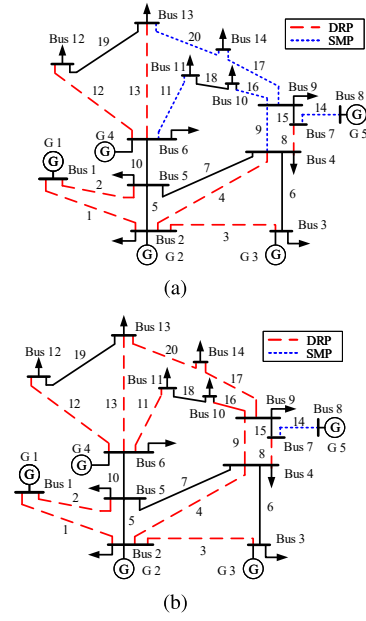 Bus 13
Bus 12
19
20
Bus 14
DRP
SMP
Bus 11
17
12
13
11
18
16
Bus 9
Bus 10
14
Bus 8
G 1
G
G 4
G
15
Bus 7
G
G 5
Bus 1
Bus 6
9
8
10
Bus 4
2
Bus 5
7
1
5
4
6
3
Bus 2
Bus 3
G
G 2
G 3
G
(a)
Bus 13
Bus 12
19
20
Bus 14
DRP
SMP
Bus 11
17
12
13
11
18
16
Bus 9
Bus 10
14
Bus 8
G 1
G
G 4
G
9
15
Bus 7
G
G 5
Bus 1
Bus 6
8
10
Bus 4
2
Bus 5
7
1
5
4
6
3
Bus 2
Bus 3
G
G 2
G 3
G
(b)